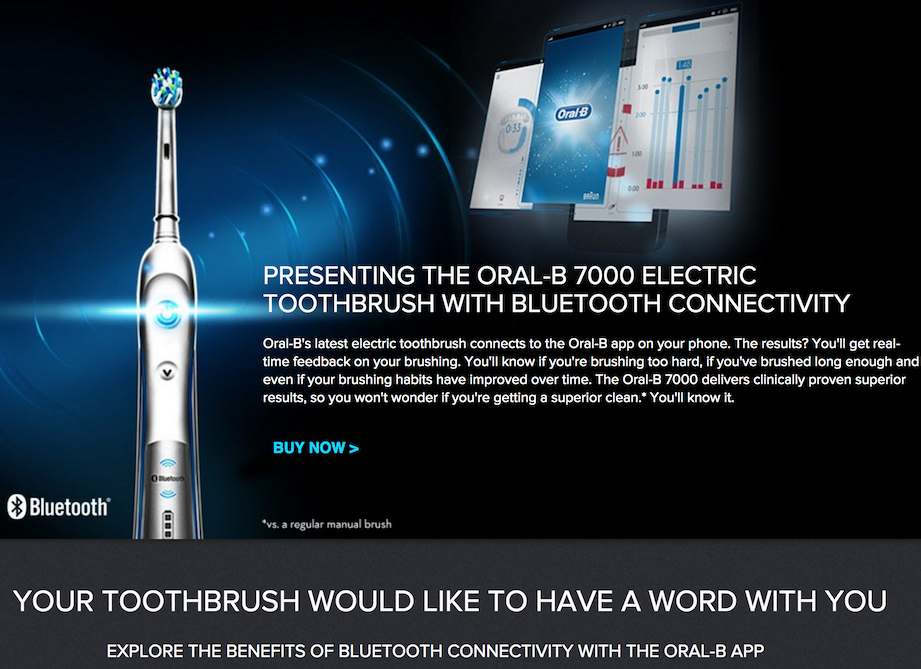 0:33
Oral-B
BRAUN
1:48
3.00
2.00
1.00
0.00
PRESENTING THE ORAL-B 7000 ELECTRIC
TOOTHBRUSH WITH BLUETOOTH CONNECTIVITY
Oral-B's latest electric toothbrush connects to the Oral-B app on your phone. The results? You'll get real-
time feedback on your brushing. You'll know if you're brushing too hard, if you've brushed long enough and
even if your brushing habits have improved over time. The Oral-B 7000 delivers clinically proven superior
results, so you won't wonder if you're getting a superior clean.* You'll know it.
BUY NOW >
Bluetooth
Bluetooth®
*vs. a regular manual brush
YOUR TOOTHBRUSH WOULD LIKE TO HAVE A WORD WITH YOU
EXPLORE THE BENEFITS OF BLUETOOTH CONNECTIVITY WITH THE ORAL-B APP